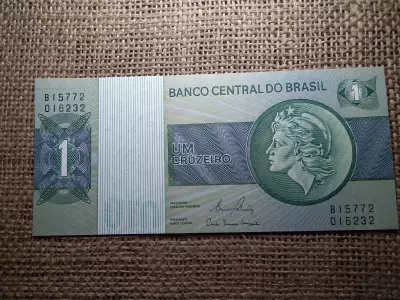 B15772
016232
BANCO CENTRAL DO BRASIL
1
1
UM
CRUZEIRO
B15772
016232